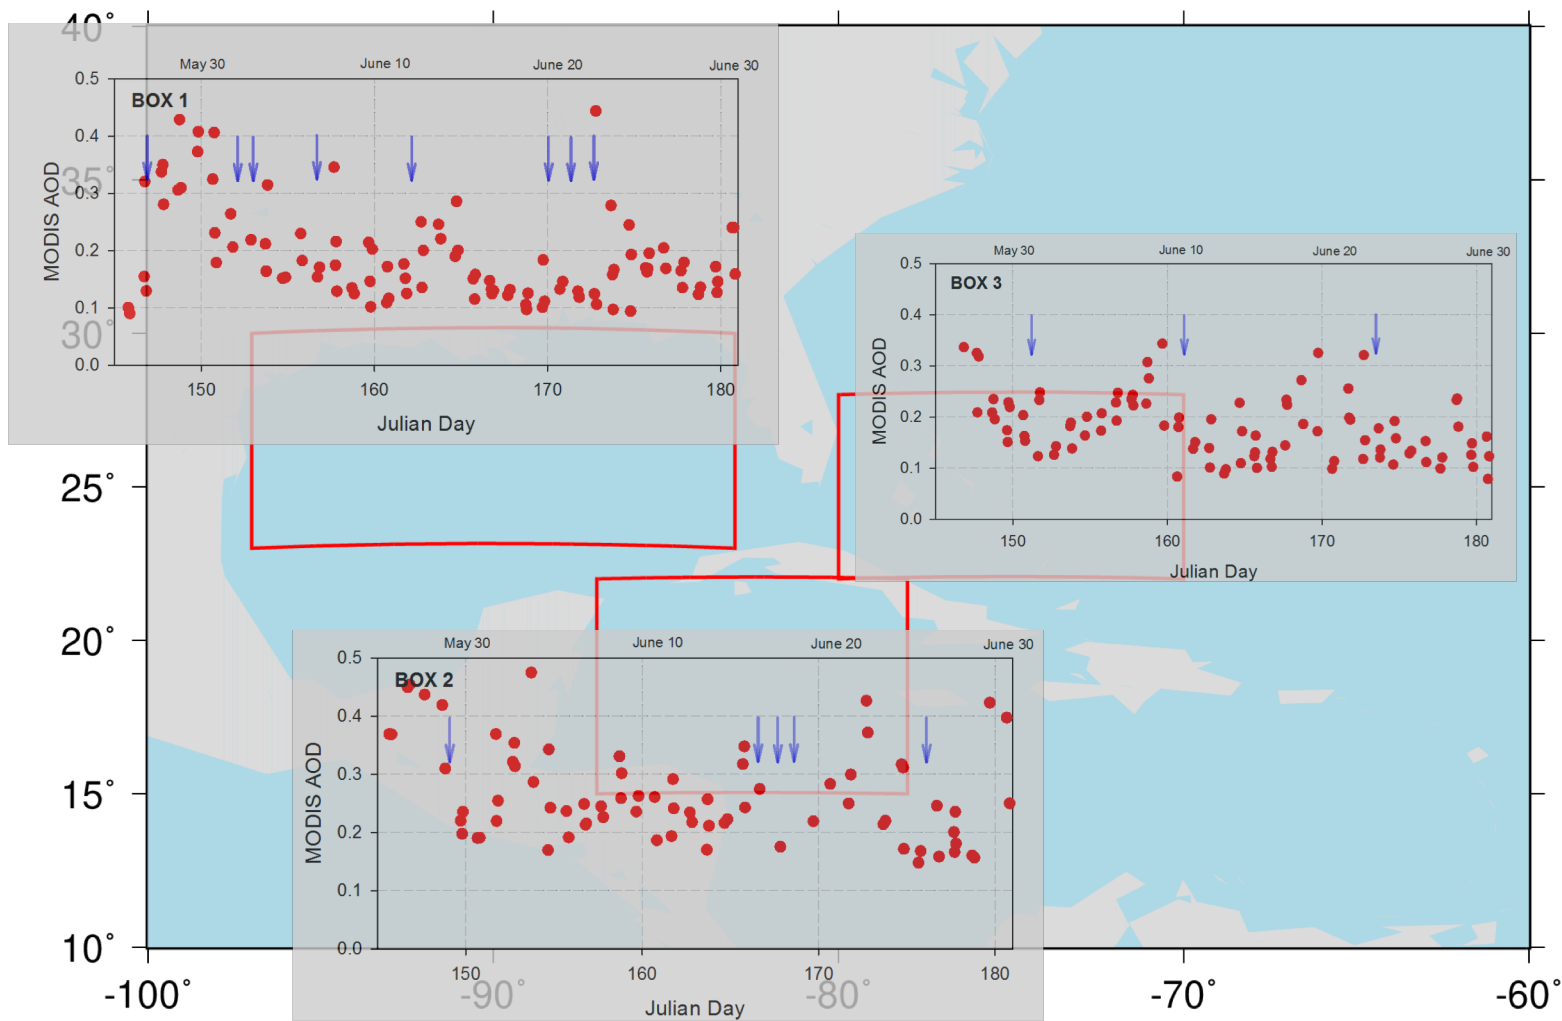 40°
35°
30°
25°
20°
15°
10°
-100°
-90°
-80°
-70°
-60°
May 30
June 10
June 20
June 30
BOX 1
MODIS AOD
0.5
0.4
0.3
0.2
0.1
0.0
150
160
170
180
Julian Day
May 30
June 10
June 20
June 30
BOX 3
MODIS AOD
0.5
0.4
0.3
0.2
0.1
0.0
150
160
170
180
Julian Day
May 30
June 10
June 20
June 30
BOX 2
MODIS AOD
0.5
0.4
0.3
0.2
0.1
0.0
150
160
170
180
Julian Day